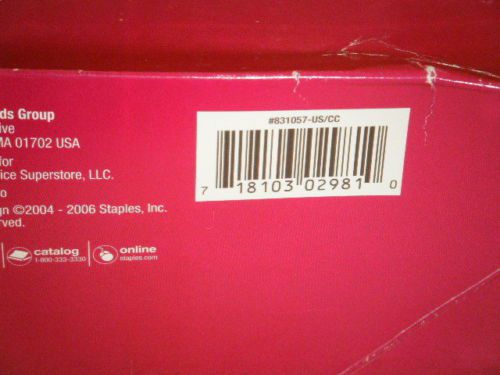 ds Group
ive
MA 01702 USA
for
ice Superstore, LLC.
o
gn ©2004 - 2006 Staples, Inc.
erved.
catalog
1-800-333-3330
online
staples.com
#831057-US/CC
7 18103 02981 0